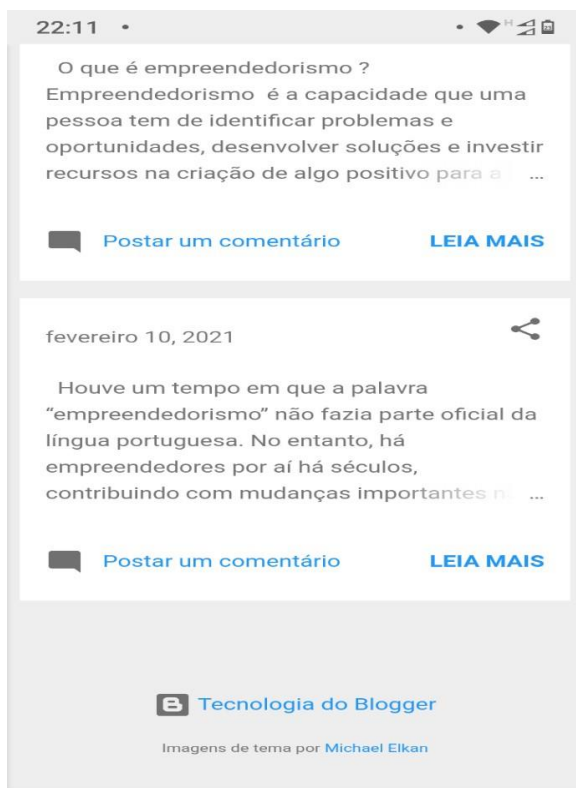 22:11
H
O que é empreendedorismo ?
Empreendedorismo é a capacidade que uma
pessoa tem de identificar problemas e
oportunidades, desenvolver soluções e investir
recursos na criação de algo positivo para a ...
Postar um comentário LEIA MAIS
fevereiro 10, 2021
Houve um tempo em que a palavra
“empreendedorismo” não fazia parte oficial da
língua portuguesa. No entanto, há
empreendedores por aí há séculos,
contribuindo com mudanças importantes n ...
Postar um comentário LEIA MAIS
Tecnologia do Blogger
Imagens de tema por Michael Elkan